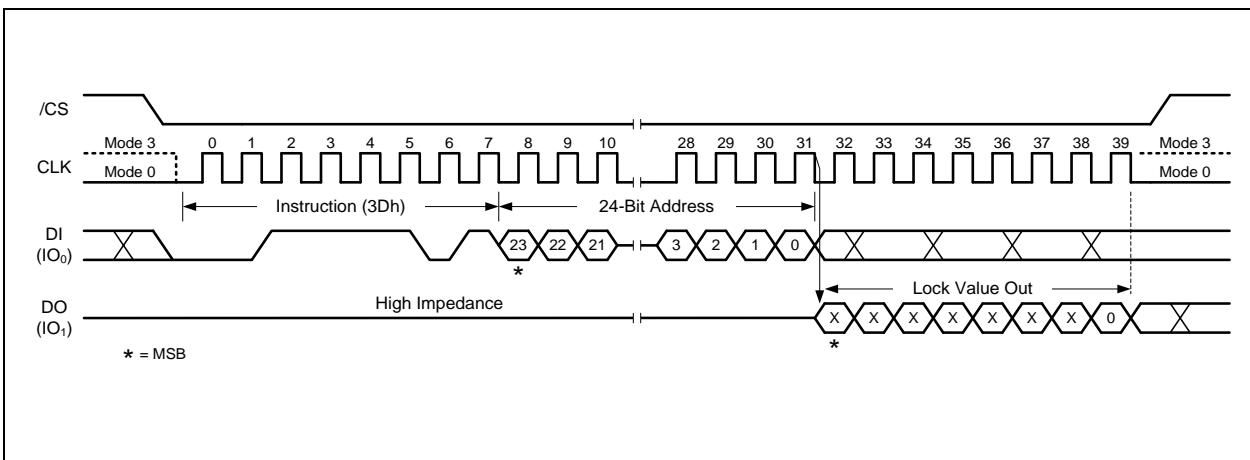 /CS
Mode 3 0 1 2 3 4 5 6 7 8 9 10 28 29 30 31 32 33 34 35 36 37 38 39 Mode 3
CLK
Mode 0 Mode 0
Instruction (3Dh) 24-Bit Address
DI
(IO₀)
23 22 21 3 2 1 0
*
Lock Value Out
High Impedance
DO
(IO₁)
X X X X X X X 0
*
* = MSB